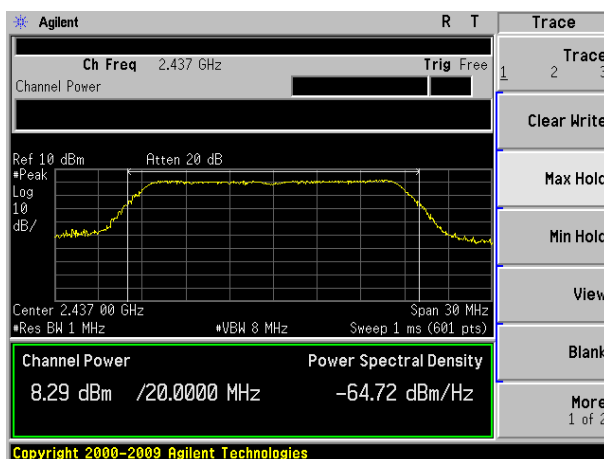 Agilent R T Trace
Ch Freq 2.437 GHz Trig Free
Channel Power
Trace
1 2 3
Clear Write
Max Hold
Min Hold
View
Blank
More
1 of 2
Ref 10 dBm Atten 20 dB
#Peak
Log
10
dB/
Center 2.437 00 GHz Span 30 MHz
#Res BW 1 MHz #VBW 8 MHz Sweep 1 ms (601 pts)
Channel Power Power Spectral Density
8.29 dBm /20.0000 MHz -64.72 dBm/Hz
Copyright 2000-2009 Agilent Technologies